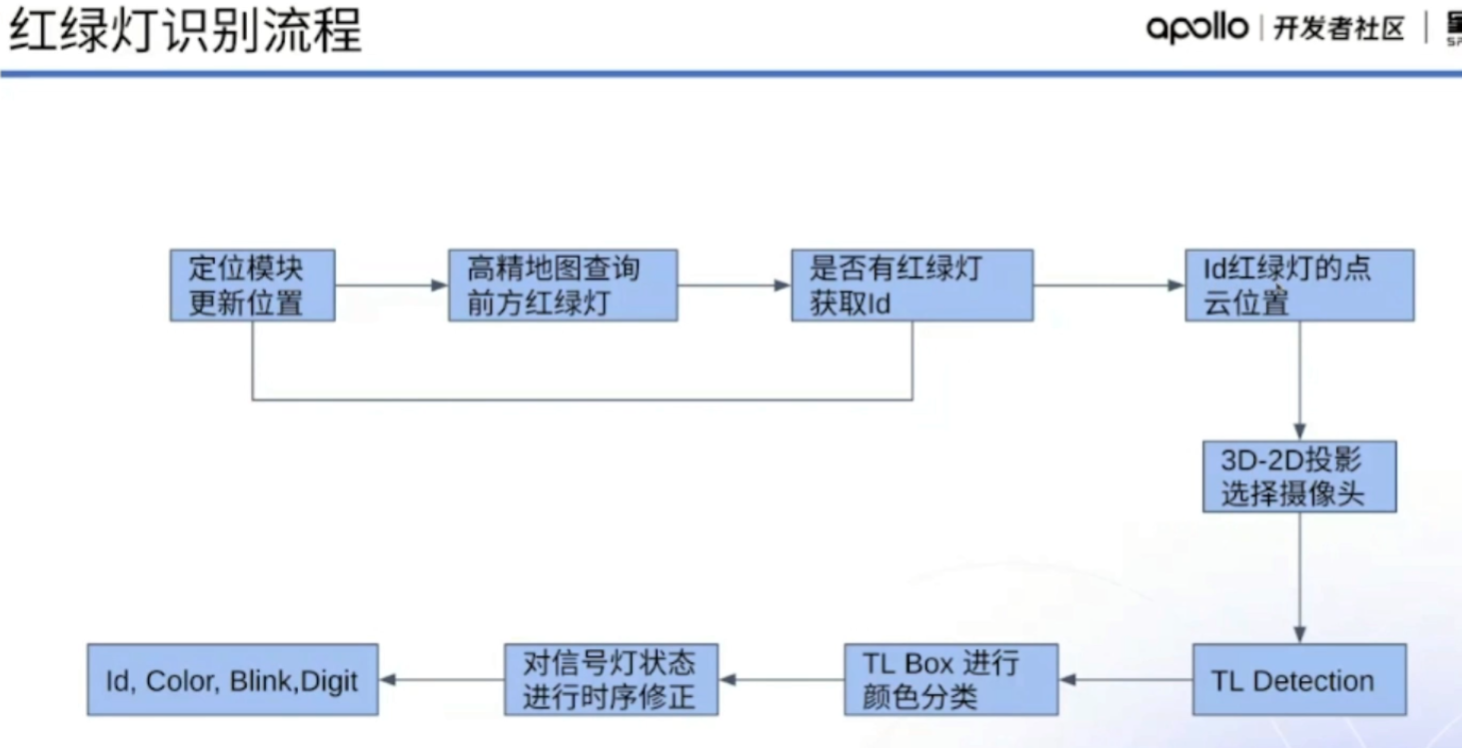 红绿灯识别流程
apollo | 开发者社区 |
定位模块
更新位置
高精地图查询
前方红绿灯
是否有红绿灯
获取Id
Id红绿灯的点
云位置
3D-2D投影
选择摄像头
TL Detection
TL Box 进行
颜色分类
对信号灯状态
进行时序修正
Id, Color, Blink,Digit